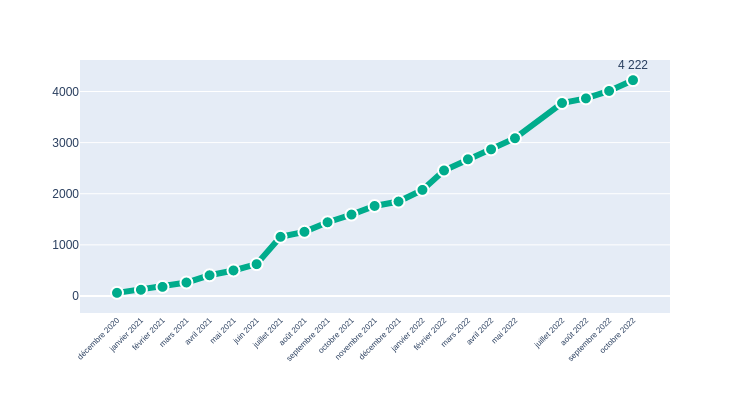 4 222
4000
3000
2000
1000
0
décembre 2020
janvier 2021
février 2021
mars 2021
avril 2021
mai 2021
juin 2021
juillet 2021
août 2021
septembre 2021
octobre 2021
novembre 2021
décembre 2021
janvier 2022
février 2022
mars 2022
avril 2022
mai 2022
juillet 2022
août 2022
septembre 2022
octobre 2022